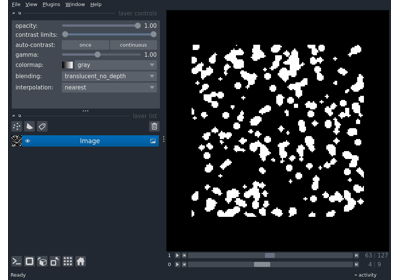 File View Plugins Window Help
layer controls
opacity: 1.00
contrast limits:
auto-contrast: once continuous
gamma: 1.00
colormap: gray
blending: translucent_no_depth
interpolation: nearest
layer list
Image
1 63 127
0 4 9
Ready activity